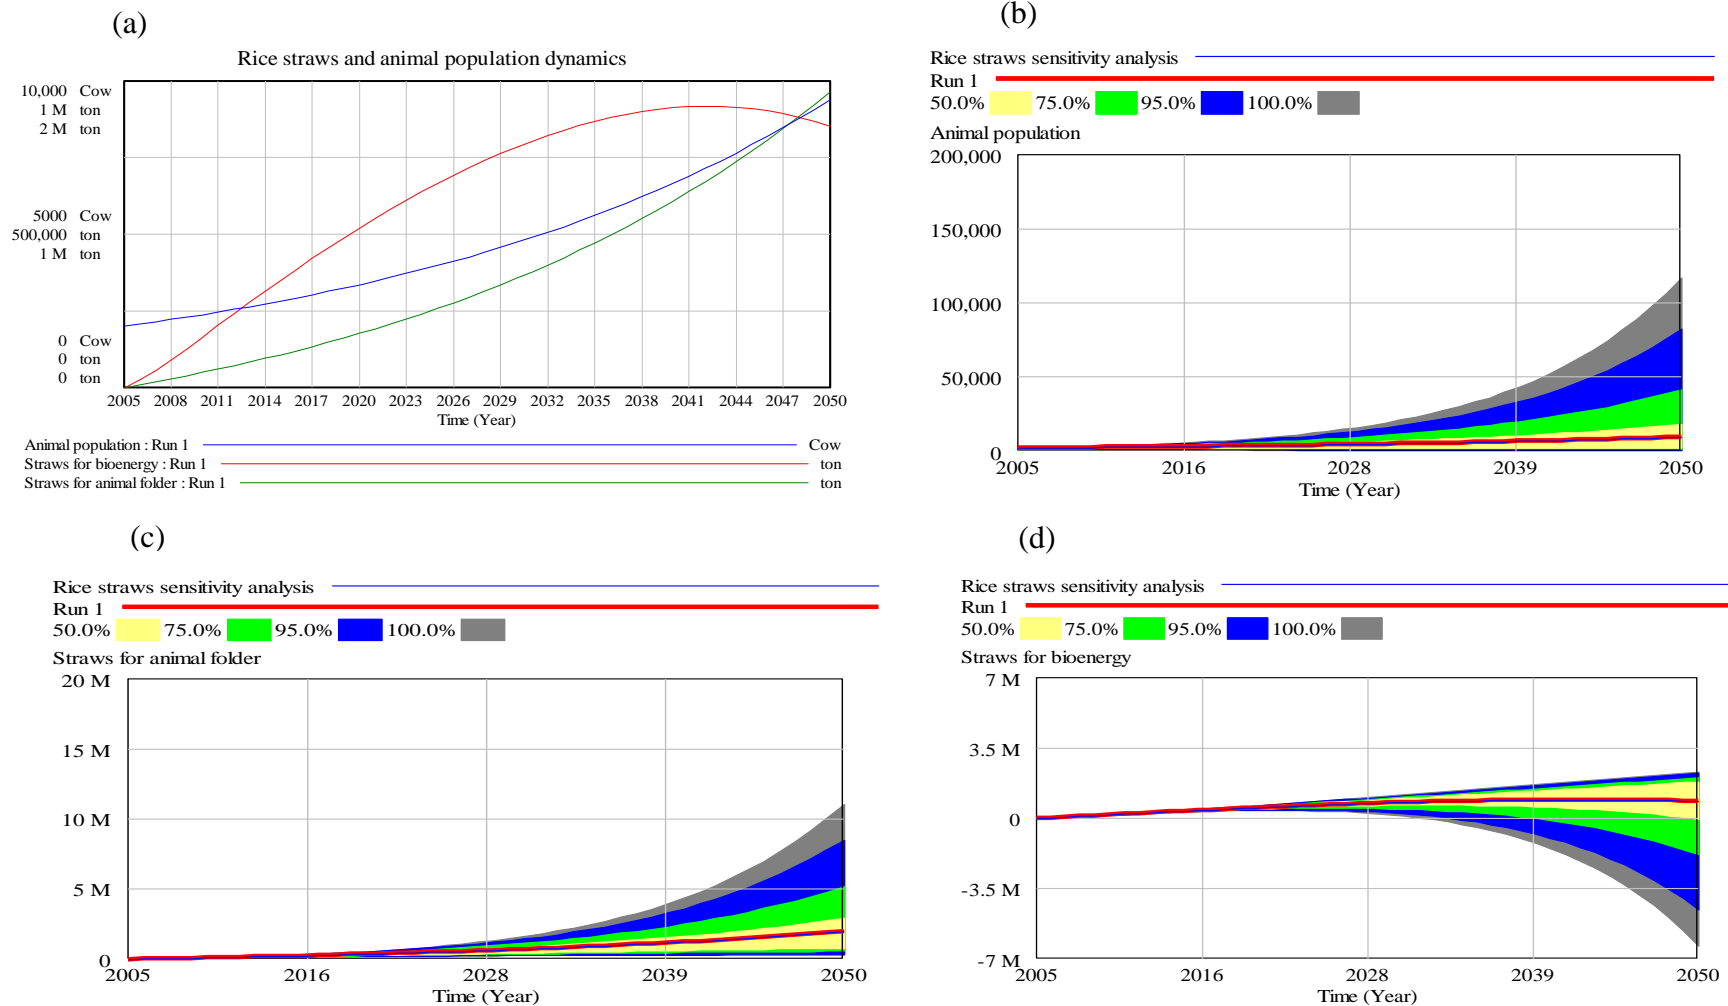 (a)
Rice straws and animal population dynamics
10,000 Cow
1 M ton
2 M ton
5000 Cow
500,000 ton
1 M ton
0 Cow
0 ton
0 ton
2005 2008 2011 2014 2017 2020 2023 2026 2029 2032 2035 2038 2041 2044 2047 2050
Time (Year)
Animal population : Run 1 Cow
Straws for bioenergy : Run 1 ton
Straws for animal folder : Run 1 ton
(b)
Rice straws sensitivity analysis
Run 1
50.0% 75.0% 95.0% 100.0%
Animal population
200,000
150,000
100,000
50,000
0
2005 2016 2028 2039 2050
Time (Year)
(c)
Rice straws sensitivity analysis
Run 1
50.0% 75.0% 95.0% 100.0%
Straws for animal folder
20 M
15 M
10 M
5 M
0
2005 2016 2028 2039 2050
Time (Year)
(d)
Rice straws sensitivity analysis
Run 1
50.0% 75.0% 95.0% 100.0%
Straws for bioenergy
7 M
3.5 M
0
-3.5 M
-7 M
2005 2016 2028 2039 2050
Time (Year)